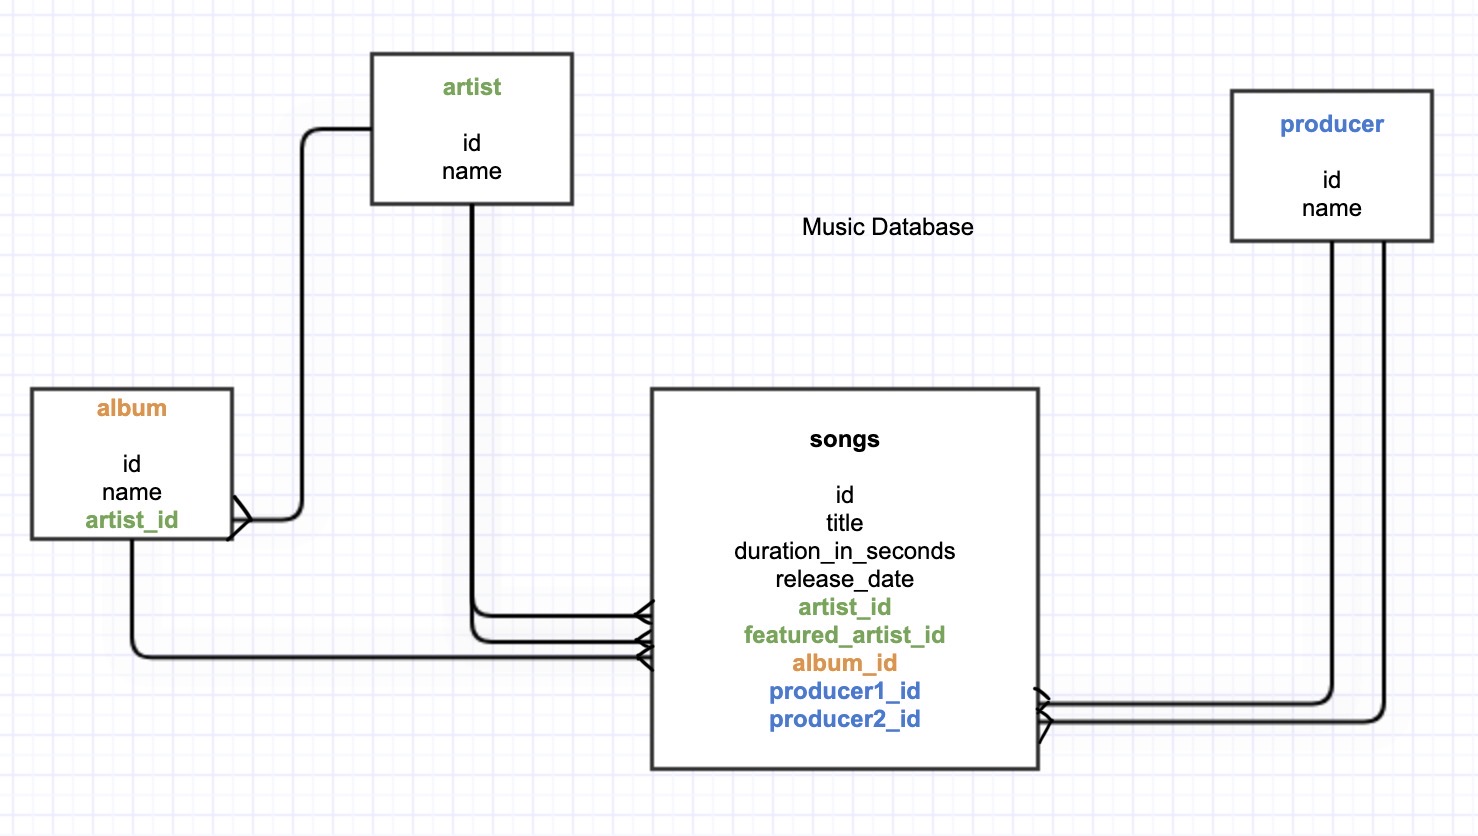 artist
id
name
producer
id
name
Music Database
album
id
name
artist_id
songs
id
title
duration_in_seconds
release_date
artist_id
featured_artist_id
album_id
producer1_id
producer2_id